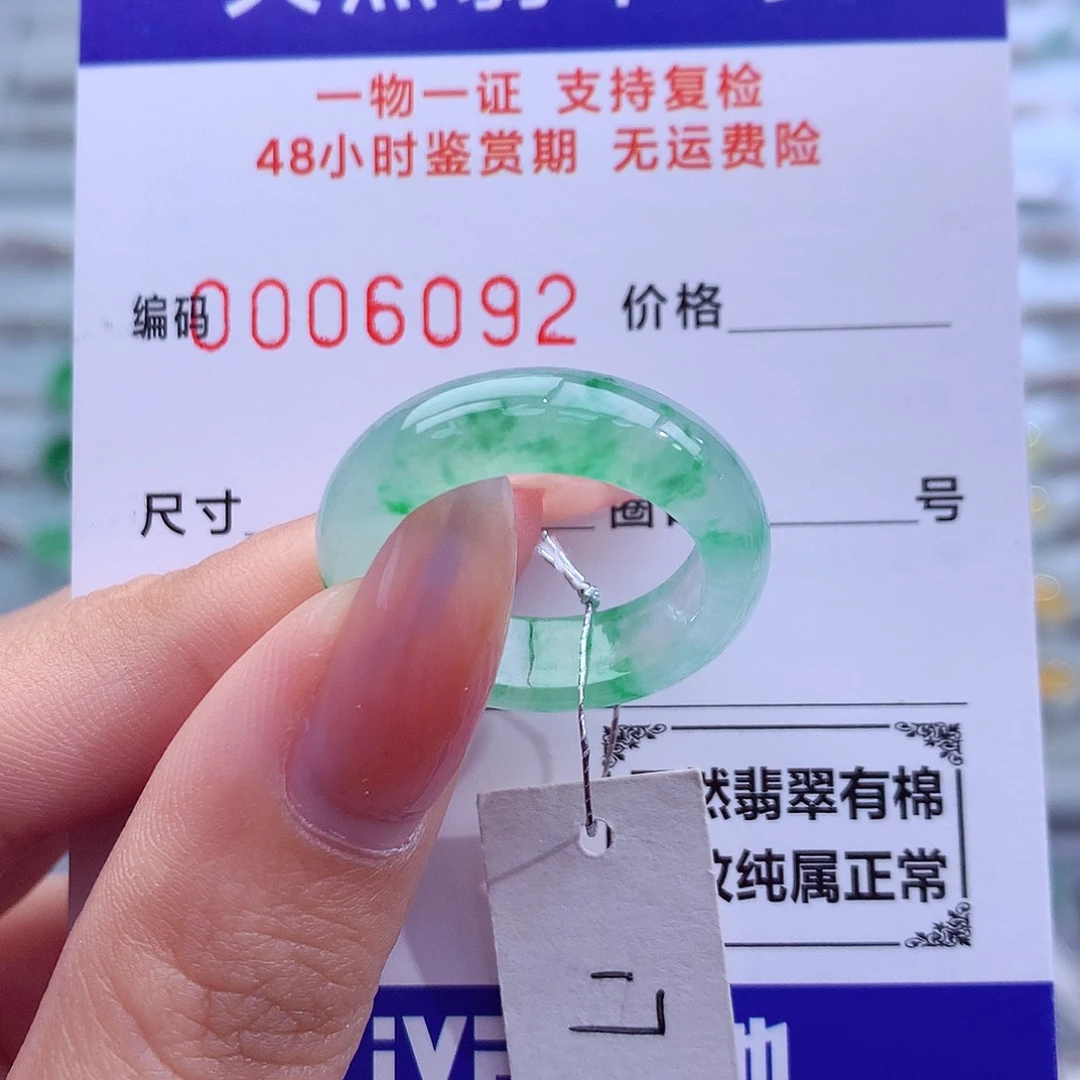 一物一证 支持复检
48小时鉴赏期 无运费险
编码0006092 价格
尺寸 圈 号
然翡翠有棉
纹纯属正常